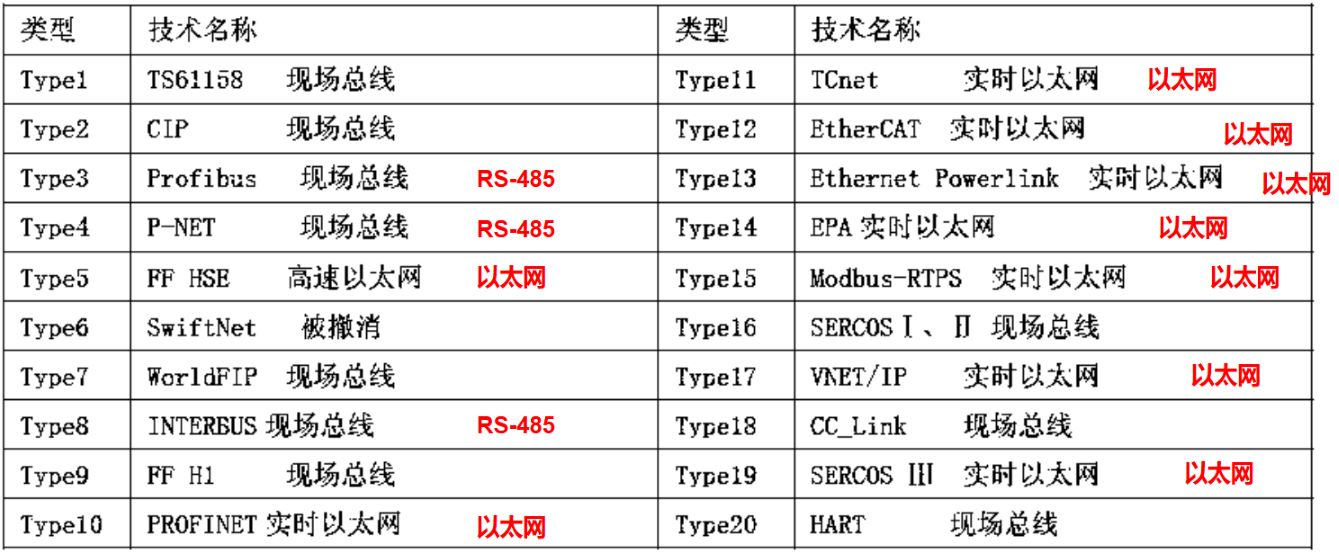 类型 技术名称 类型 技术名称
Type1 TS61158 现场总线 Type11 TCnet 实时以太网 以太网
Type2 CIP 现场总线 Type12 EtherCAT 实时以太网 以太网
Type3 Profibus 现场总线 RS-485 Type13 Ethernet Powerlink 实时以太网 以太网
Type4 P-NET 现场总线 RS-485 Type14 EPA 实时以太网 以太网
Type5 FF HSE 高速以太网 以太网 Type15 Modbus-RTPS 实时以太网 以太网
Type6 SwiftNet 被撤消 Type16 SERCOS Ⅰ、Ⅱ 现场总线
Type7 WorldFIP 现场总线 Type17 VNET/IP 实时以太网 以太网
Type8 INTERBUS 现场总线 RS-485 Type18 CC_Link 现场总线
Type9 FF H1 现场总线 Type19 SERCOS Ⅲ 实时以太网 以太网
Type10 PROFINET 实时以太网 以太网 Type20 HART 现场总线